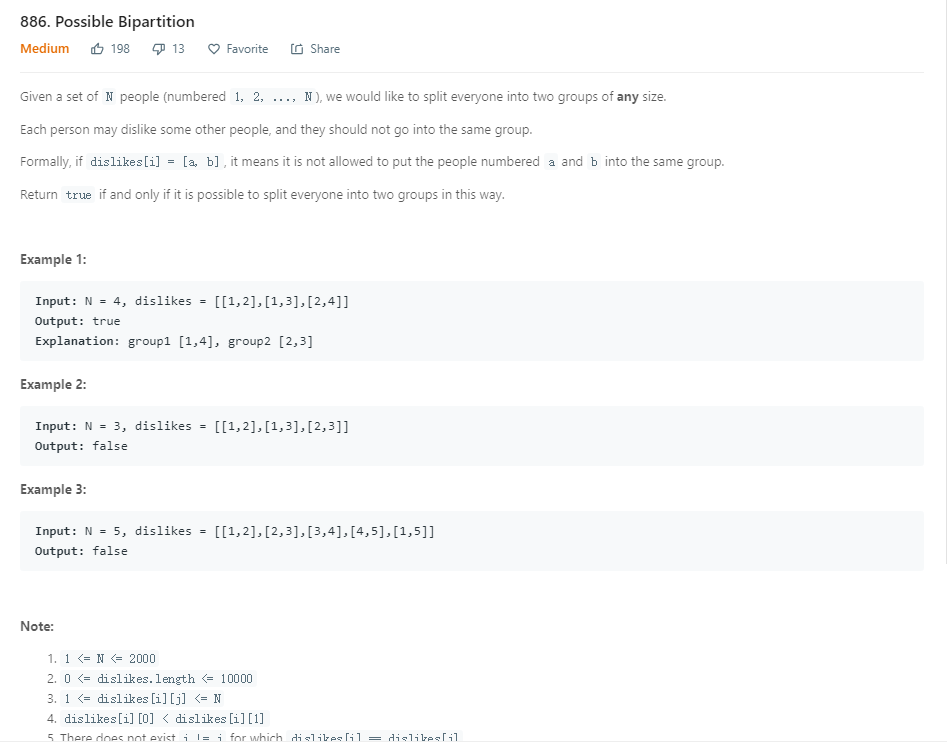 886. Possible Bipartition
Medium 198 13 Favorite Share
Given a set of N people (numbered 1, 2, ..., N), we would like to split everyone into two groups of any size.
Each person may dislike some other people, and they should not go into the same group.
Formally, if dislikes[i] = [a, b], it means it is not allowed to put the people numbered a and b into the same group.
Return true if and only if it is possible to split everyone into two groups in this way.
Example 1:
Input: N = 4, dislikes = [[1,2],[1,3],[2,4]]
Output: true
Explanation: group1 [1,4], group2 [2,3]
Example 2:
Input: N = 3, dislikes = [[1,2],[1,3],[2,3]]
Output: false
Example 3:
Input: N = 5, dislikes = [[1,2],[2,3],[3,4],[4,5],[1,5]]
Output: false
Note:
1. 1 <= N <= 2000
2. 0 <= dislikes.length <= 10000
3. 1 <= dislikes[i][j] <= N
4. dislikes[i][0] < dislikes[i][1]
5. There does not exist i != j for which dislikes[i] == dislikes[j]